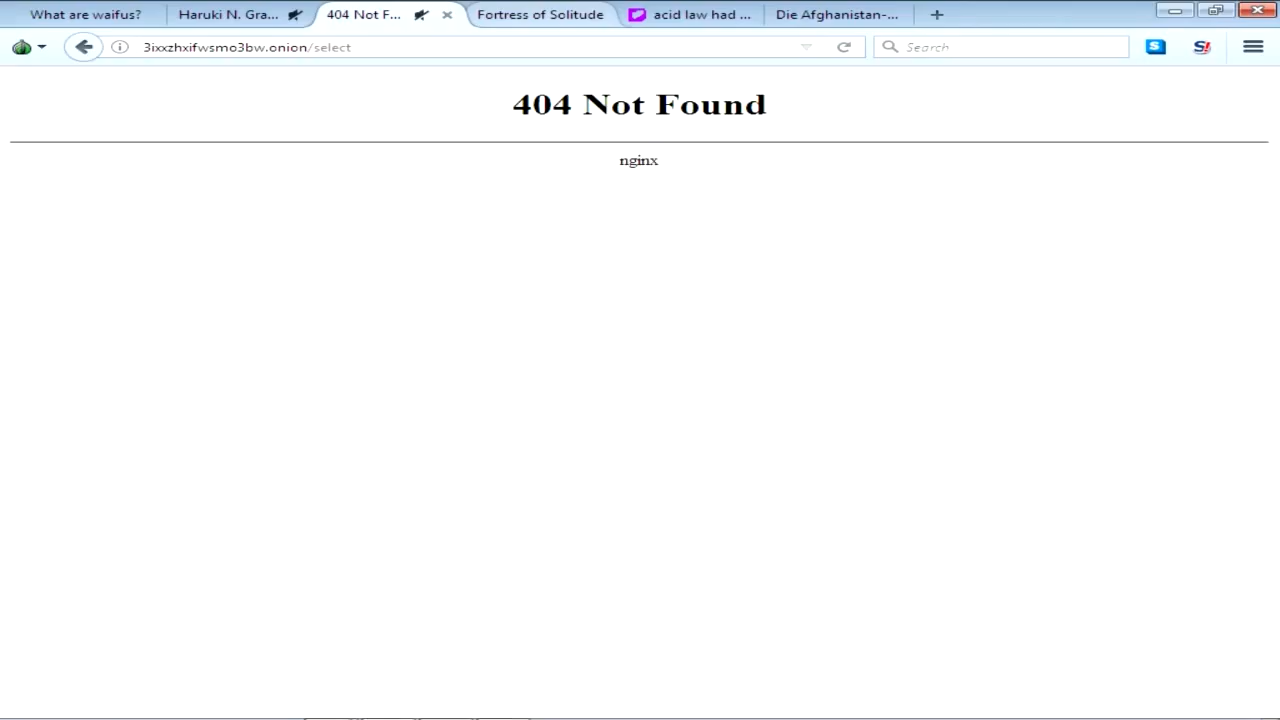 What are waifus? Haruki N. Gra... 404 Not F... Fortress of Solitude acid law had ... Die Afghanistan-...
3ixxzhxifwsmo3bw.onion/select Search S S!
404 Not Found
nginx